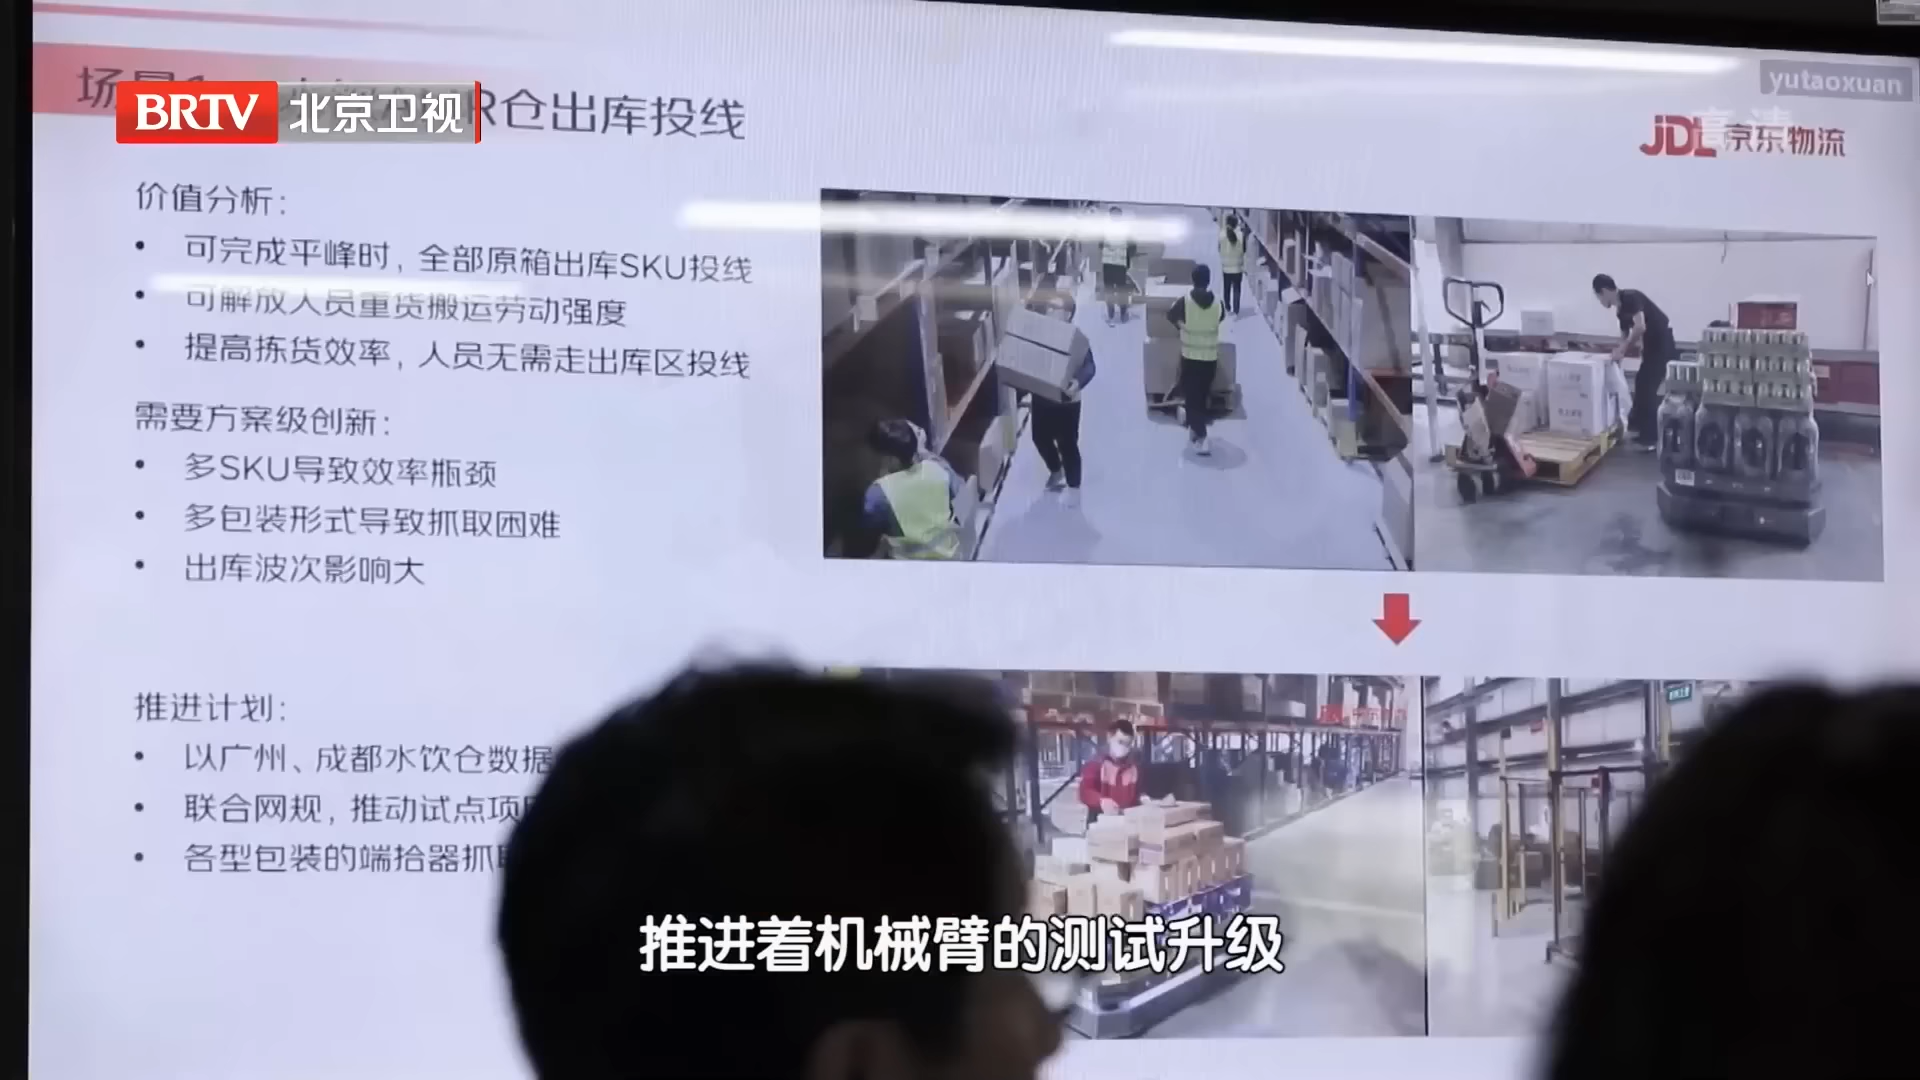 BRTV 北京卫视
R仓出库投线
yutaoxuan
高清
JDL 京东物流
价值分析：
• 可完成平峰时，全部原箱出库SKU投线
• 可解放人员重货搬运劳动强度
• 提高拣货效率，人员无需走出库区投线
需要方案级创新：
• 多SKU导致效率瓶颈
• 多包装形式导致抓取困难
• 出库波次影响大
推进计划：
• 以广州、成都水饮仓数据
• 联合网规，推动试点项
• 各型包装的端拾器抓
推进着机械臂的测试升级